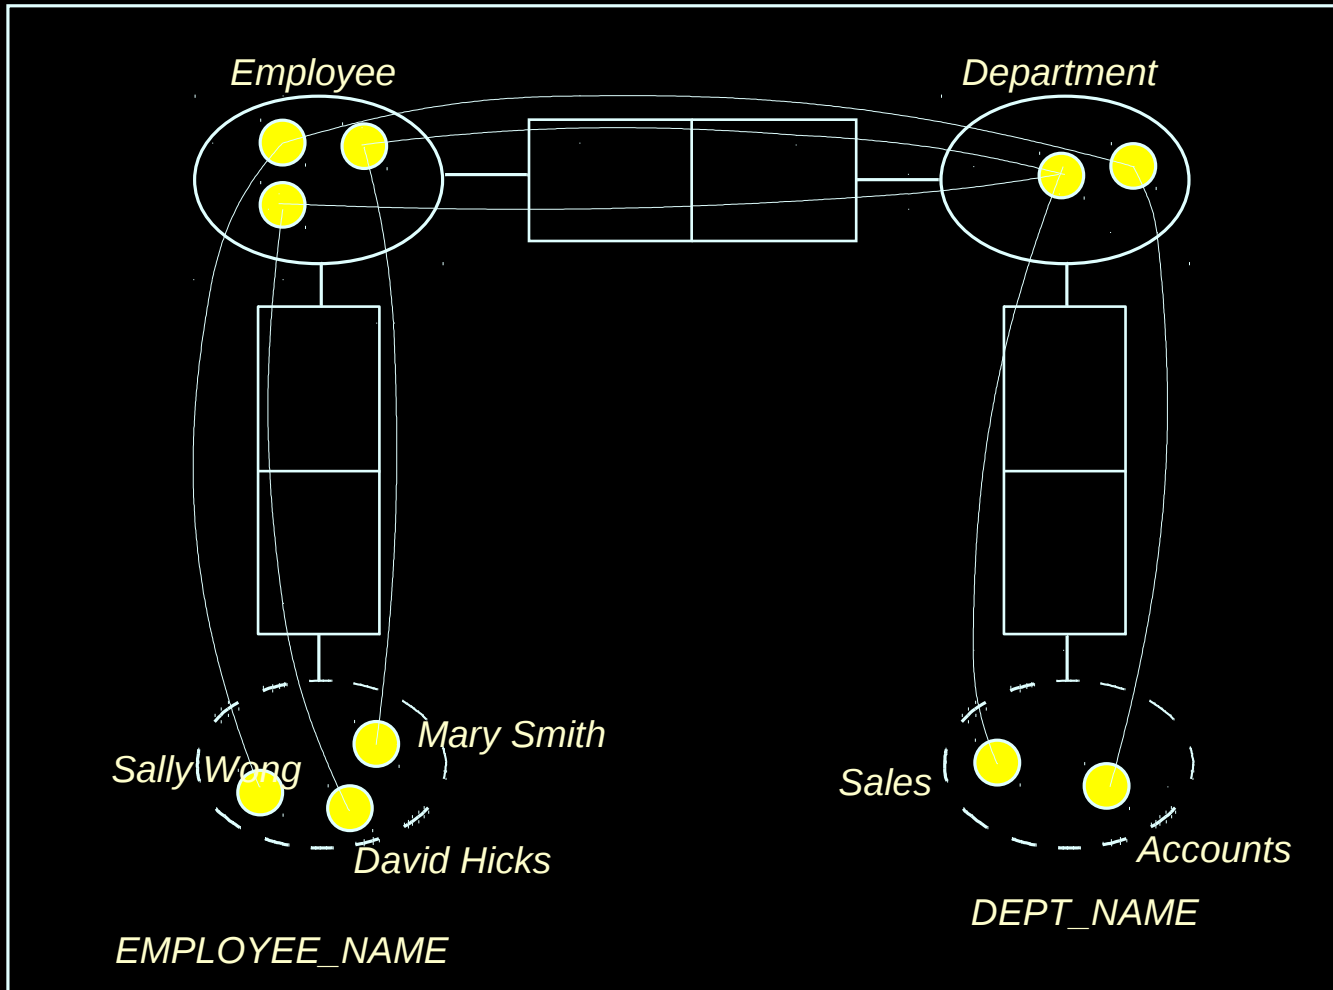 Employee
Department
Mary Smith
Sally Wong
Sales
David Hicks
Accounts
DEPT_NAME
EMPLOYEE_NAME